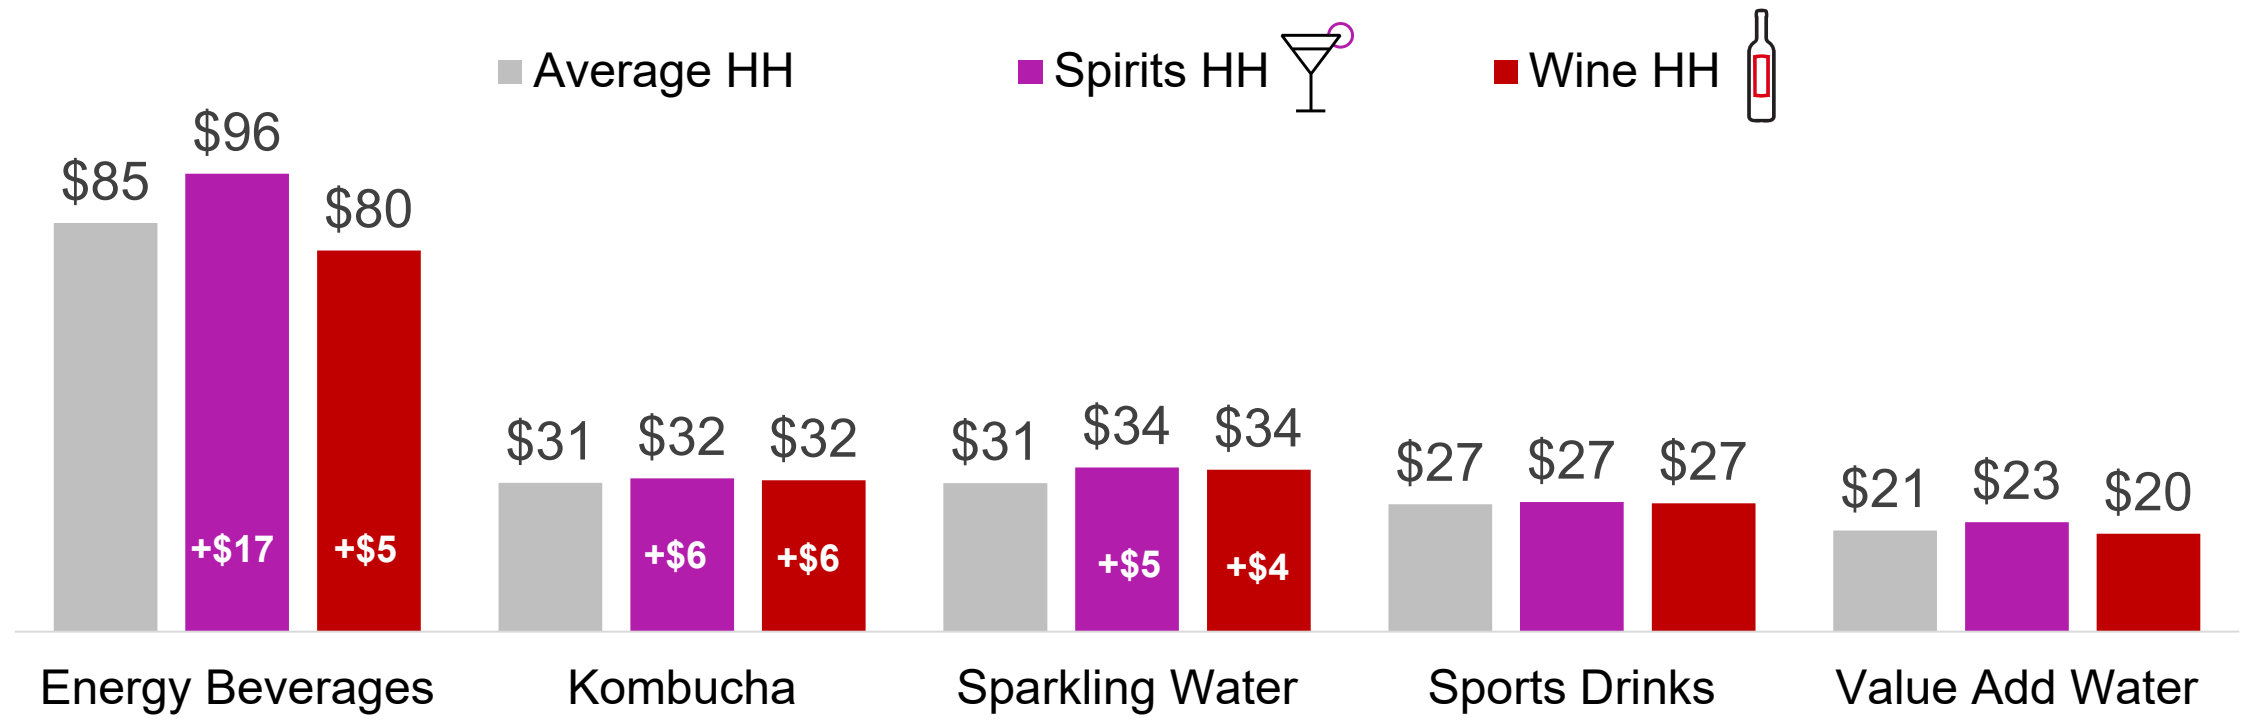 Average HH
Spirits HH
Wine HH
$85
$96
$80
+$17
+$5
$31
$32
$32
+$6
+$6
$31
$34
$34
+$5
+$4
$27
$27
$27
$21
$23
$20
Energy Beverages
Kombucha
Sparkling Water
Sports Drinks
Value Add Water